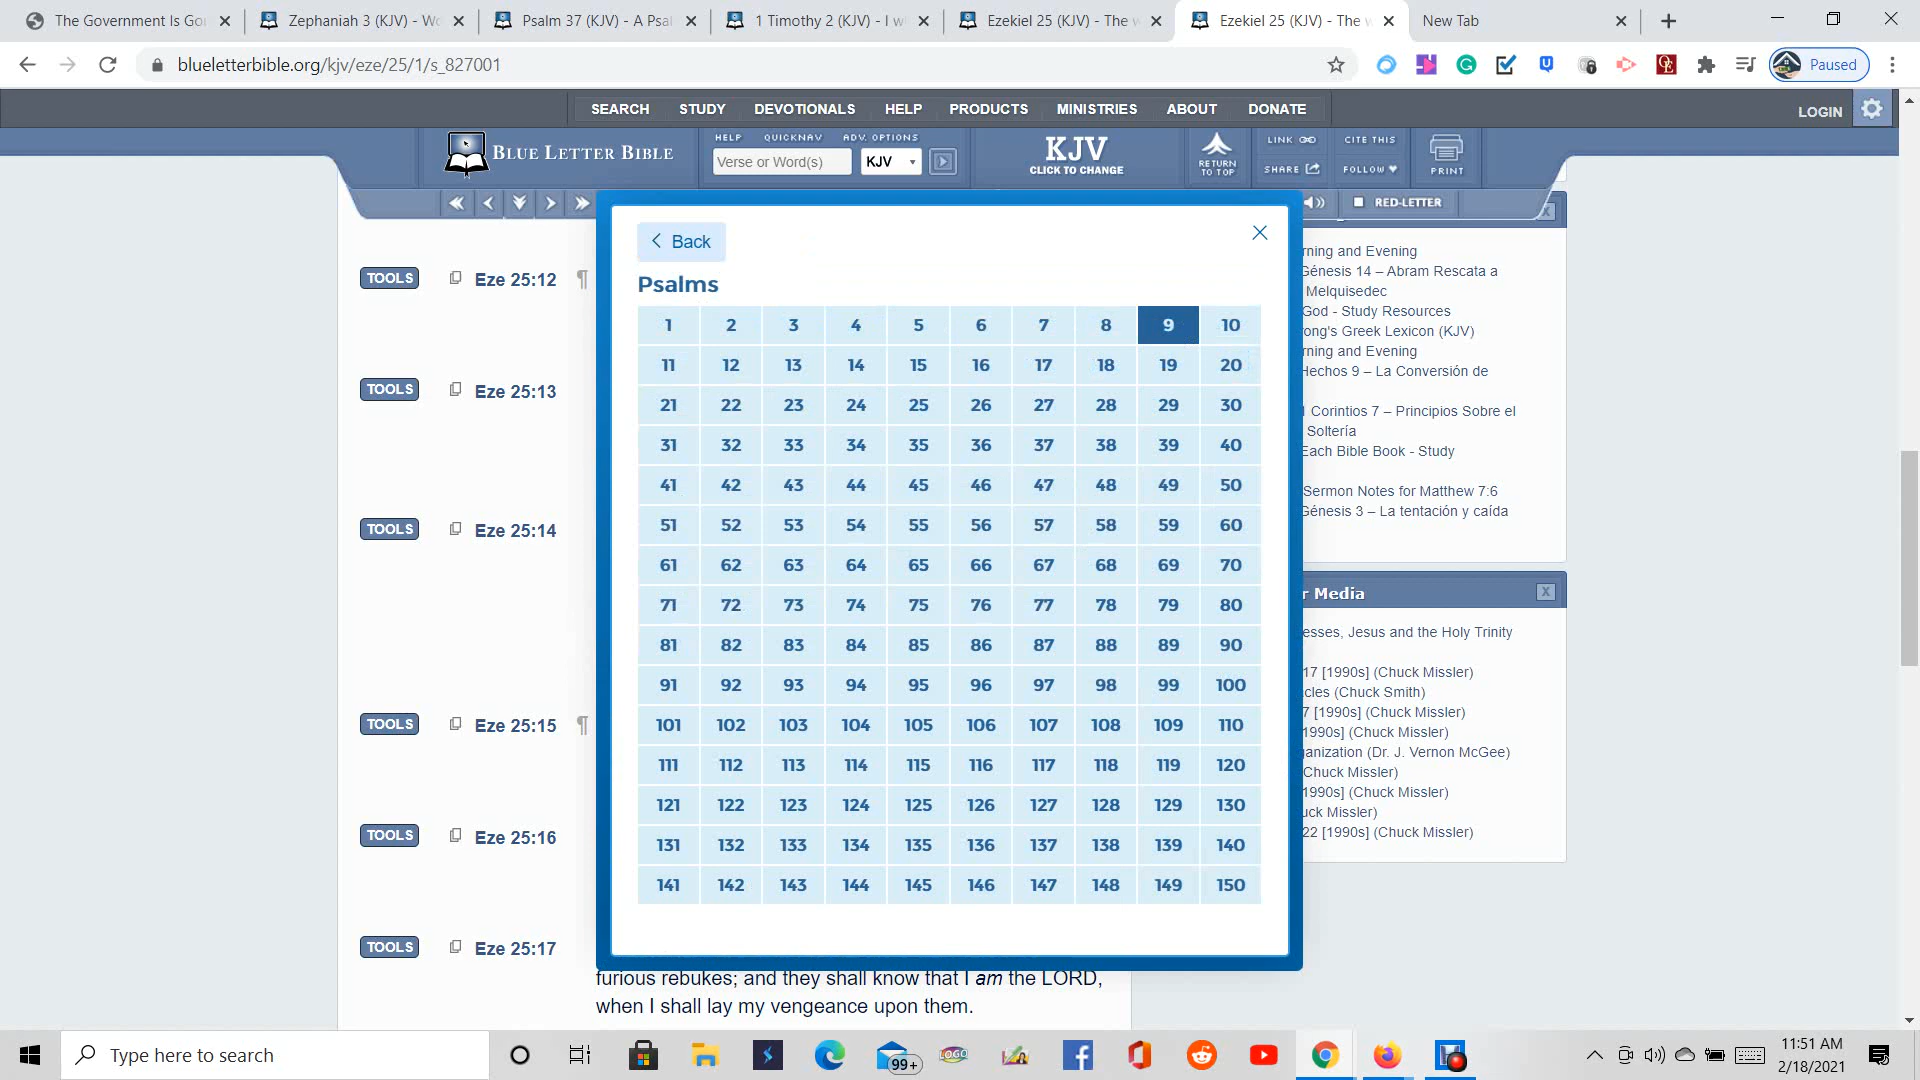 The Government Is Go
Zephaniah 3 (KJV) - Wo
Psalm 37 (KJV) - A Psal
1 Timothy 2 (KJV) - I w
Ezekiel 25 (KJV) - The w
Ezekiel 25 (KJV) - The w
New Tab
blueletterbible.org/kjv/eze/25/1/s_827001
Paused
SEARCH STUDY DEVOTIONALS HELP PRODUCTS MINISTRIES ABOUT DONATE
LOGIN
BLUE LETTER BIBLE
HELP QUICKNAV ADV. OPTIONS
Verse or Word(s) KJV
KJV
CLICK TO CHANGE
RETURN
TO TOP
LINK
CITE THIS
SHARE
FOLLOW
PRINT
RED-LETTER
Back
Psalms
1 2 3 4 5 6 7 8 9 10
11 12 13 14 15 16 17 18 19 20
21 22 23 24 25 26 27 28 29 30
31 32 33 34 35 36 37 38 39 40
41 42 43 44 45 46 47 48 49 50
51 52 53 54 55 56 57 58 59 60
61 62 63 64 65 66 67 68 69 70
71 72 73 74 75 76 77 78 79 80
81 82 83 84 85 86 87 88 89 90
91 92 93 94 95 96 97 98 99 100
101 102 103 104 105 106 107 108 109 110
111 112 113 114 115 116 117 118 119 120
121 122 123 124 125 126 127 128 129 130
131 132 133 134 135 136 137 138 139 140
141 142 143 144 145 146 147 148 149 150
TOOLS Eze 25:12 ¶
TOOLS Eze 25:13
TOOLS Eze 25:14
TOOLS Eze 25:15 ¶
TOOLS Eze 25:16
TOOLS Eze 25:17
furious rebukes; and they shall know that I am the LORD,
when I shall lay my vengeance upon them.
rning and Evening
Génesis 14 – Abram Rescata a
Melquisedec
God - Study Resources
ong's Greek Lexicon (KJV)
rning and Evening
Hechos 9 – La Conversión de
1 Corintios 7 – Principios Sobre el
Soltería
Each Bible Book - Study
Sermon Notes for Matthew 7:6
Génesis 3 – La tentación y caída
r Media
esses, Jesus and the Holy Trinity
17 [1990s] (Chuck Missler)
cles (Chuck Smith)
7 [1990s] (Chuck Missler)
1990s] (Chuck Missler)
anization (Dr. J. Vernon McGee)
(Chuck Missler)
1990s] (Chuck Missler)
uck Missler)
22 [1990s] (Chuck Missler)
Type here to search
99+
LOGO
11:51 AM
2/18/2021